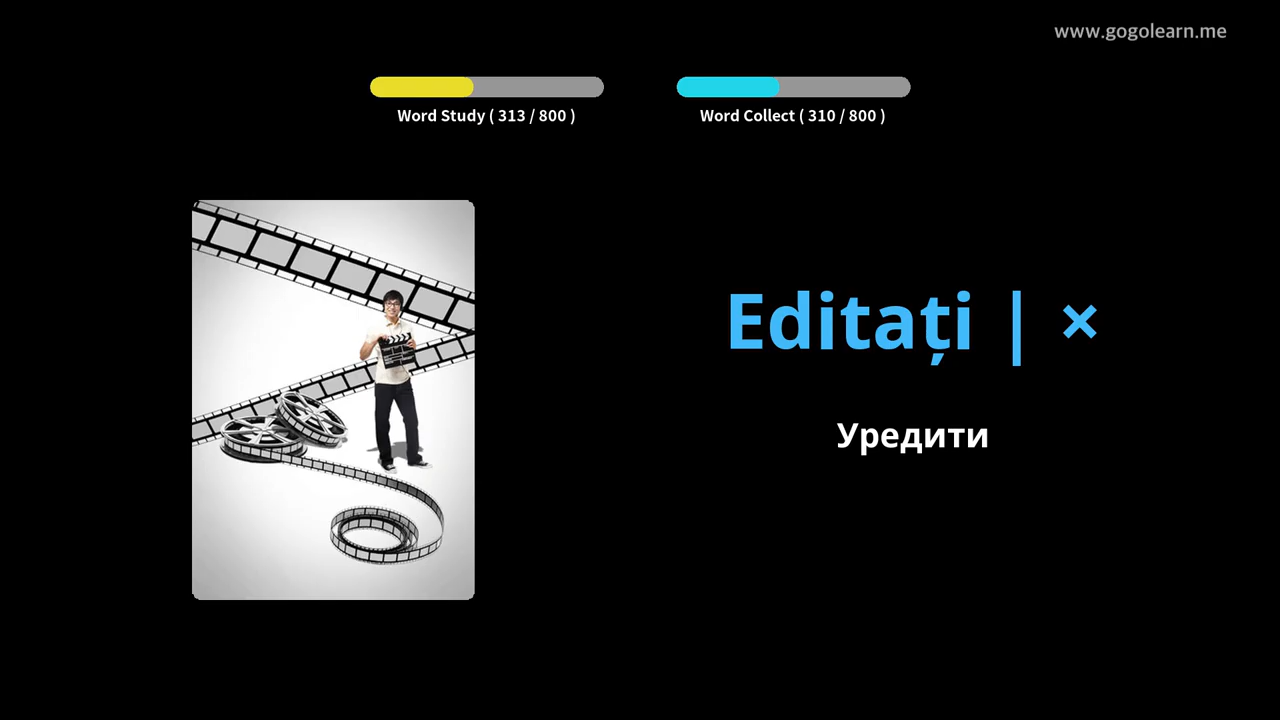 www.gogolearn.me
Word Study ( 313 / 800 )
Word Collect ( 310 / 800 )
Editați | ×
Уредити